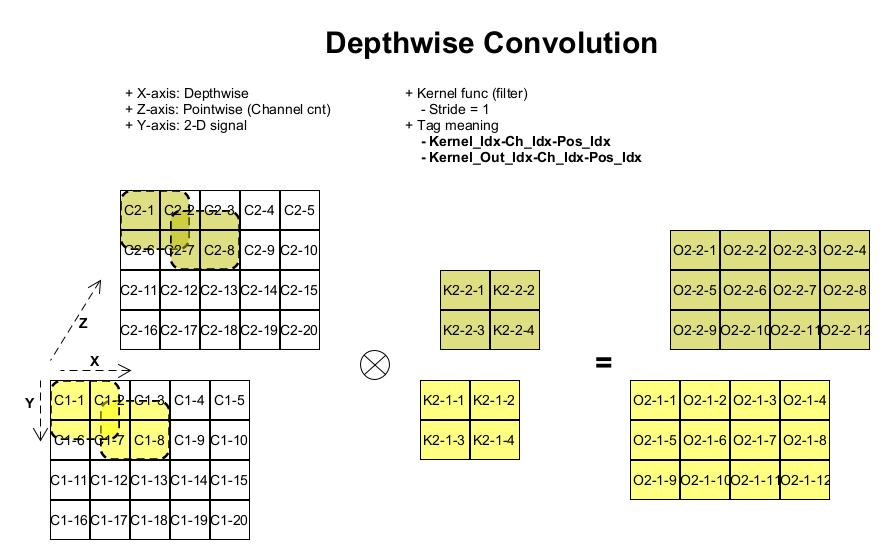 Depthwise Convolution
+ X-axis: Depthwise
+ Z-axis: Pointwise (Channel cnt)
+ Y-axis: 2-D signal
+ Kernel func (filter)
- Stride = 1
+ Tag meaning
- Kernel_Idx-Ch_Idx-Pos_Idx
- Kernel_Out_Idx-Ch_Idx-Pos_Idx
C2-1 C2-2 C2-3 C2-4 C2-5
C2-6 C2-7 C2-8 C2-9 C2-10
C2-11 C2-12 C2-13 C2-14 C2-15
C2-16 C2-17 C2-18 C2-19 C2-20
Z
X
Y
C1-1 C1-2 C1-3 C1-4 C1-5
C1-6 C1-7 C1-8 C1-9 C1-10
C1-11 C1-12 C1-13 C1-14 C1-15
C1-16 C1-17 C1-18 C1-19 C1-20
K2-2-1 K2-2-2
K2-2-3 K2-2-4
K2-1-1 K2-1-2
K2-1-3 K2-1-4
=
O2-2-1 O2-2-2 O2-2-3 O2-2-4
O2-2-5 O2-2-6 O2-2-7 O2-2-8
O2-2-9 O2-2-10 O2-2-11 O2-2-12
O2-1-1 O2-1-2 O2-1-3 O2-1-4
O2-1-5 O2-1-6 O2-1-7 O2-1-8
O2-1-9 O2-1-10 O2-1-11 O2-1-12